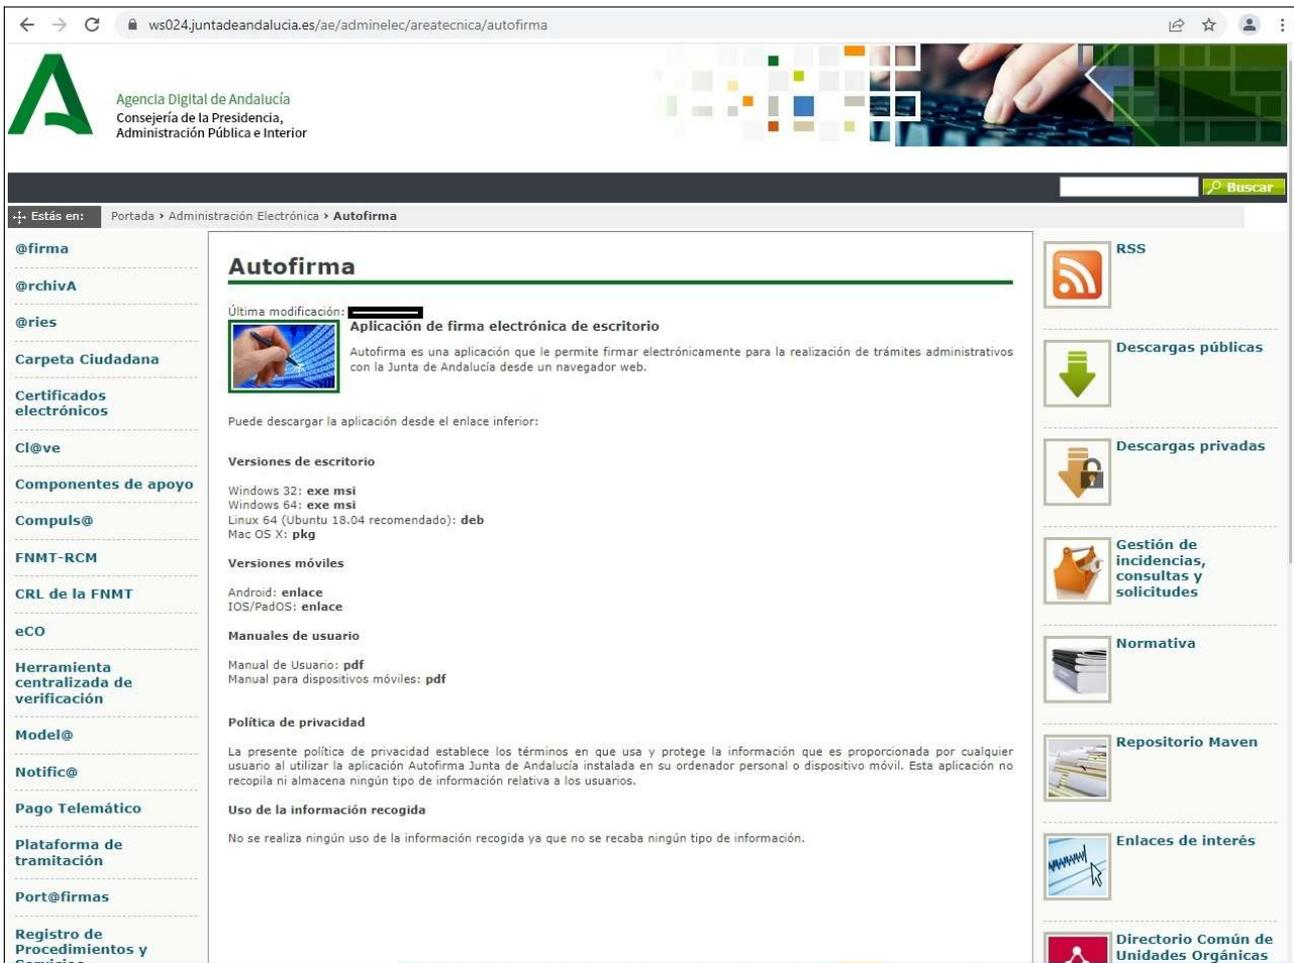 ws024.juntadeandalucia.es/ae/adminelec/areatecnica/autofirma
Agencia Digital de Andalucía
Consejería de la Presidencia,
Administración Pública e Interior
Buscar
Estás en:
Portada › Administración Electrónica › Autofirma
@firma
@rchivA
@ries
Carpeta Ciudadana
Certificados
electrónicos
Cl@ve
Componentes de apoyo
Compuls@
FNMT-RCM
CRL de la FNMT
eCO
Herramienta
centralizada de
verificación
Model@
Notific@
Pago Telemático
Plataforma de
tramitación
Port@firmas
Registro de
Procedimientos y
Autofirma
Última modificación:
Aplicación de firma electrónica de escritorio
Autofirma es una aplicación que le permite firmar electrónicamente para la realización de trámites administrativos
con la Junta de Andalucía desde un navegador web.
Puede descargar la aplicación desde el enlace inferior:
Versiones de escritorio
Windows 32: exe msi
Windows 64: exe msi
Linux 64 (Ubuntu 18.04 recomendado): deb
Mac OS X: pkg
Versiones móviles
Android: enlace
IOS/PadOS: enlace
Manuales de usuario
Manual de Usuario: pdf
Manual para dispositivos móviles: pdf
Política de privacidad
La presente política de privacidad establece los términos en que usa y protege la información que es proporcionada por cualquier
usuario al utilizar la aplicación Autofirma Junta de Andalucía instalada en su ordenador personal o dispositivo móvil. Esta aplicación no
recopila ni almacena ningún tipo de información relativa a los usuarios.
Uso de la información recogida
No se realiza ningún uso de la información recogida ya que no se recaba ningún tipo de información.
RSS
Descargas públicas
Descargas privadas
Gestión de
incidencias,
consultas y
solicitudes
Normativa
Repositorio Maven
Enlaces de interés
Directorio Común de
Unidades Orgánicas